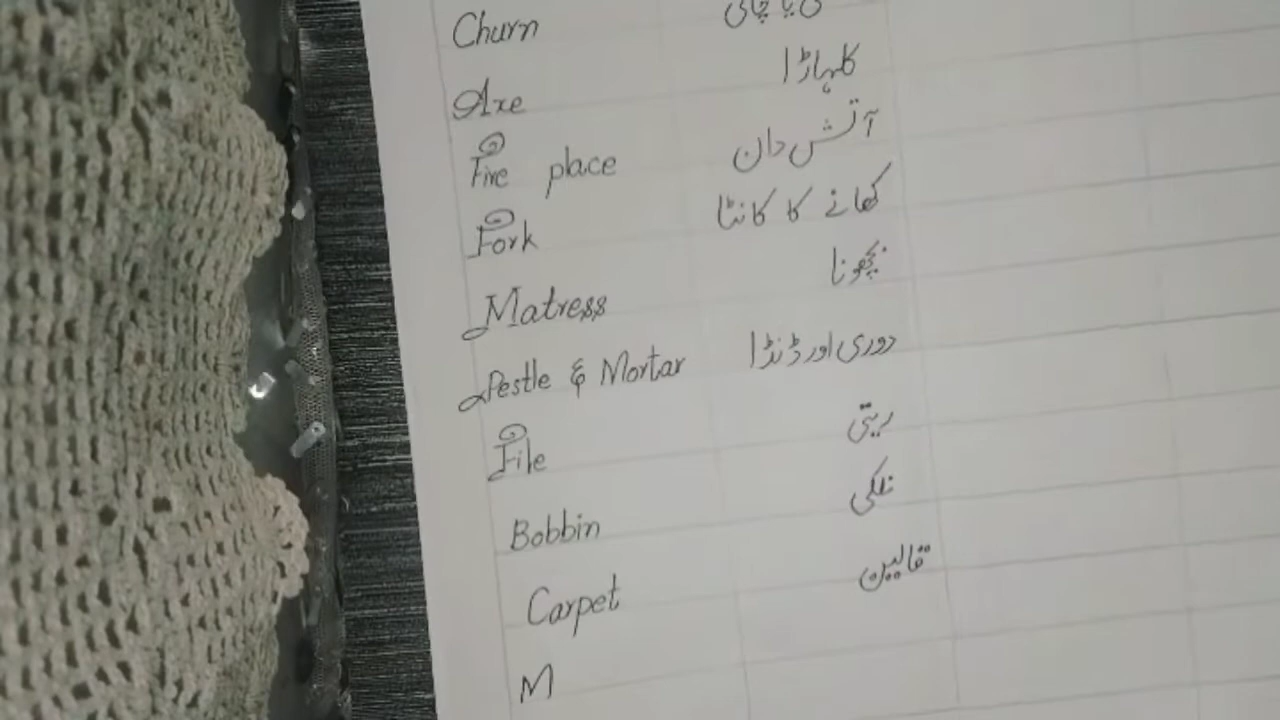 Churn
Axe کلہاڑا
Fire place آتش دان
Fork کھانے کا کانٹا
Matress بچھونا
Pestle & Mortar دوری اور ڈنڈا
File ریتی
Bobbin نلکی
Carpet قالین
M